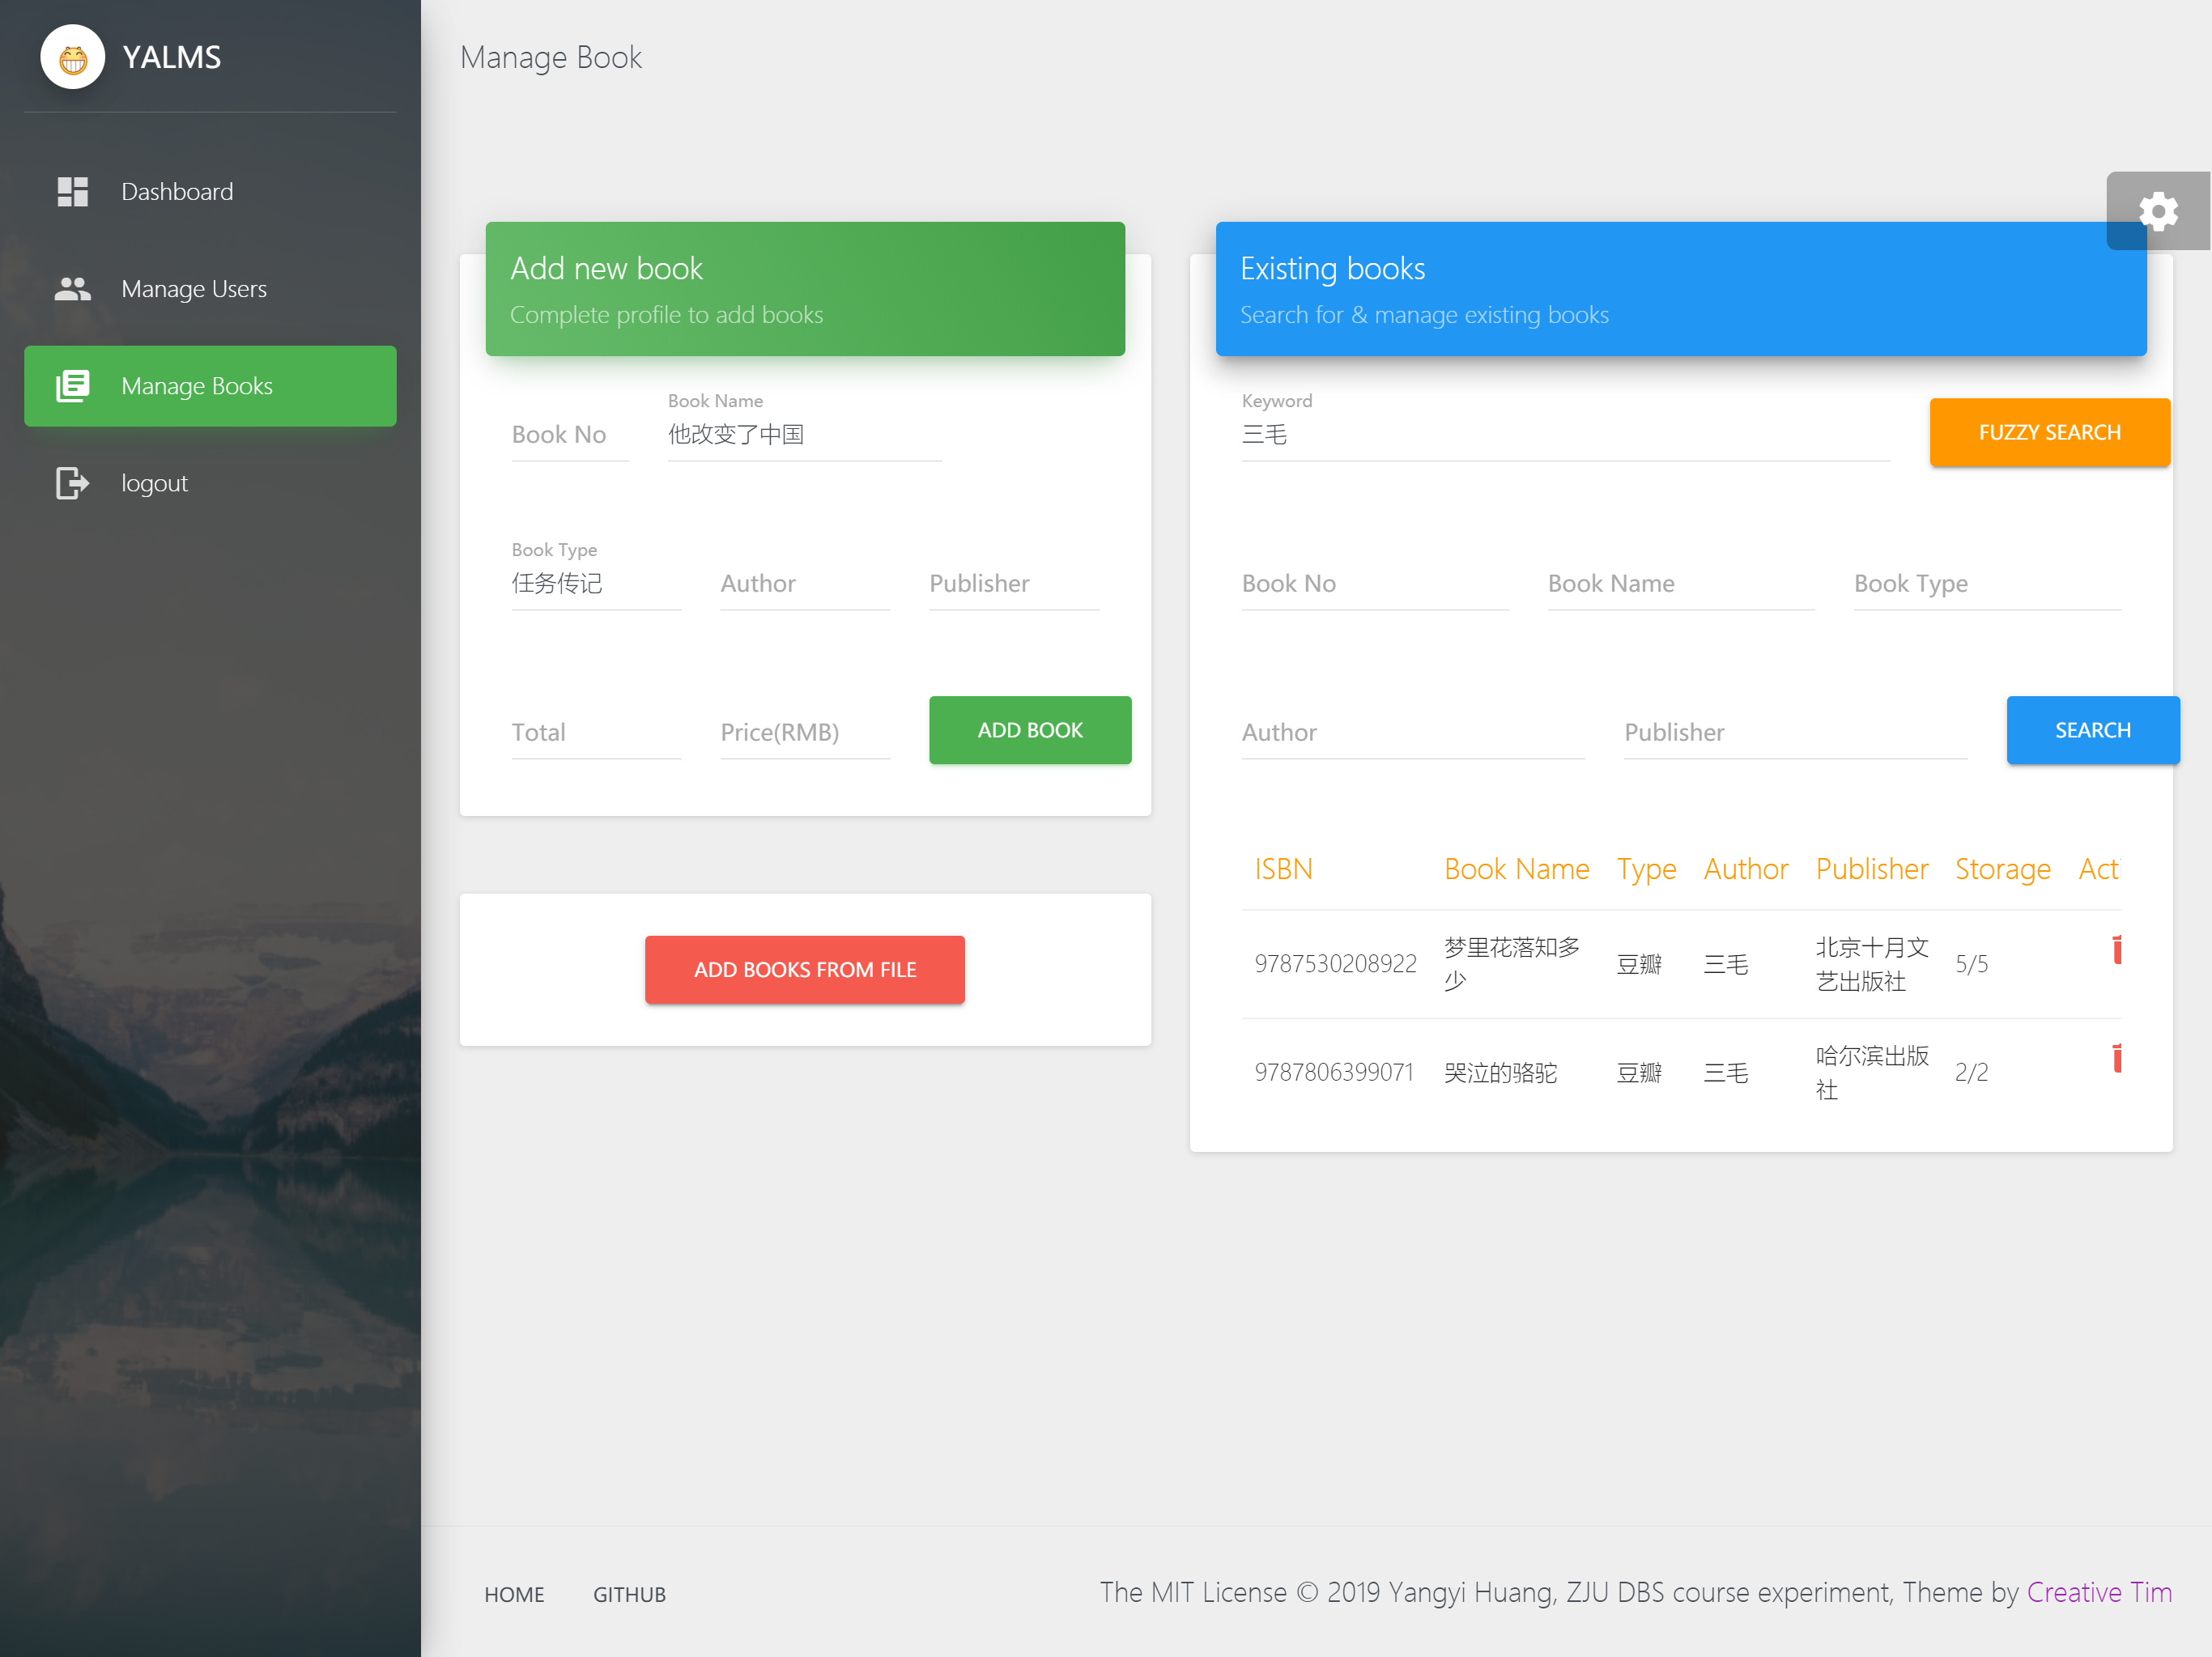 YALMS
Dashboard
Manage Users
Manage Books
logout
Manage Book
Add new book
Complete profile to add books
Book No
Book Name
他改变了中国
Book Type
任务传记
Author
Publisher
Total
Price(RMB)
ADD BOOK
ADD BOOKS FROM FILE
Existing books
Search for & manage existing books
Keyword
三毛
FUZZY SEARCH
Book No
Book Name
Book Type
Author
Publisher
SEARCH
ISBN Book Name Type Author Publisher Storage Acti
9787530208922 梦里花落知多少 豆瓣 三毛 北京十月文艺出版社 5/5
9787806399071 哭泣的骆驼 豆瓣 三毛 哈尔滨出版社 2/2
HOME
GITHUB
The MIT License © 2019 Yangyi Huang, ZJU DBS course experiment, Theme by Creative Tim